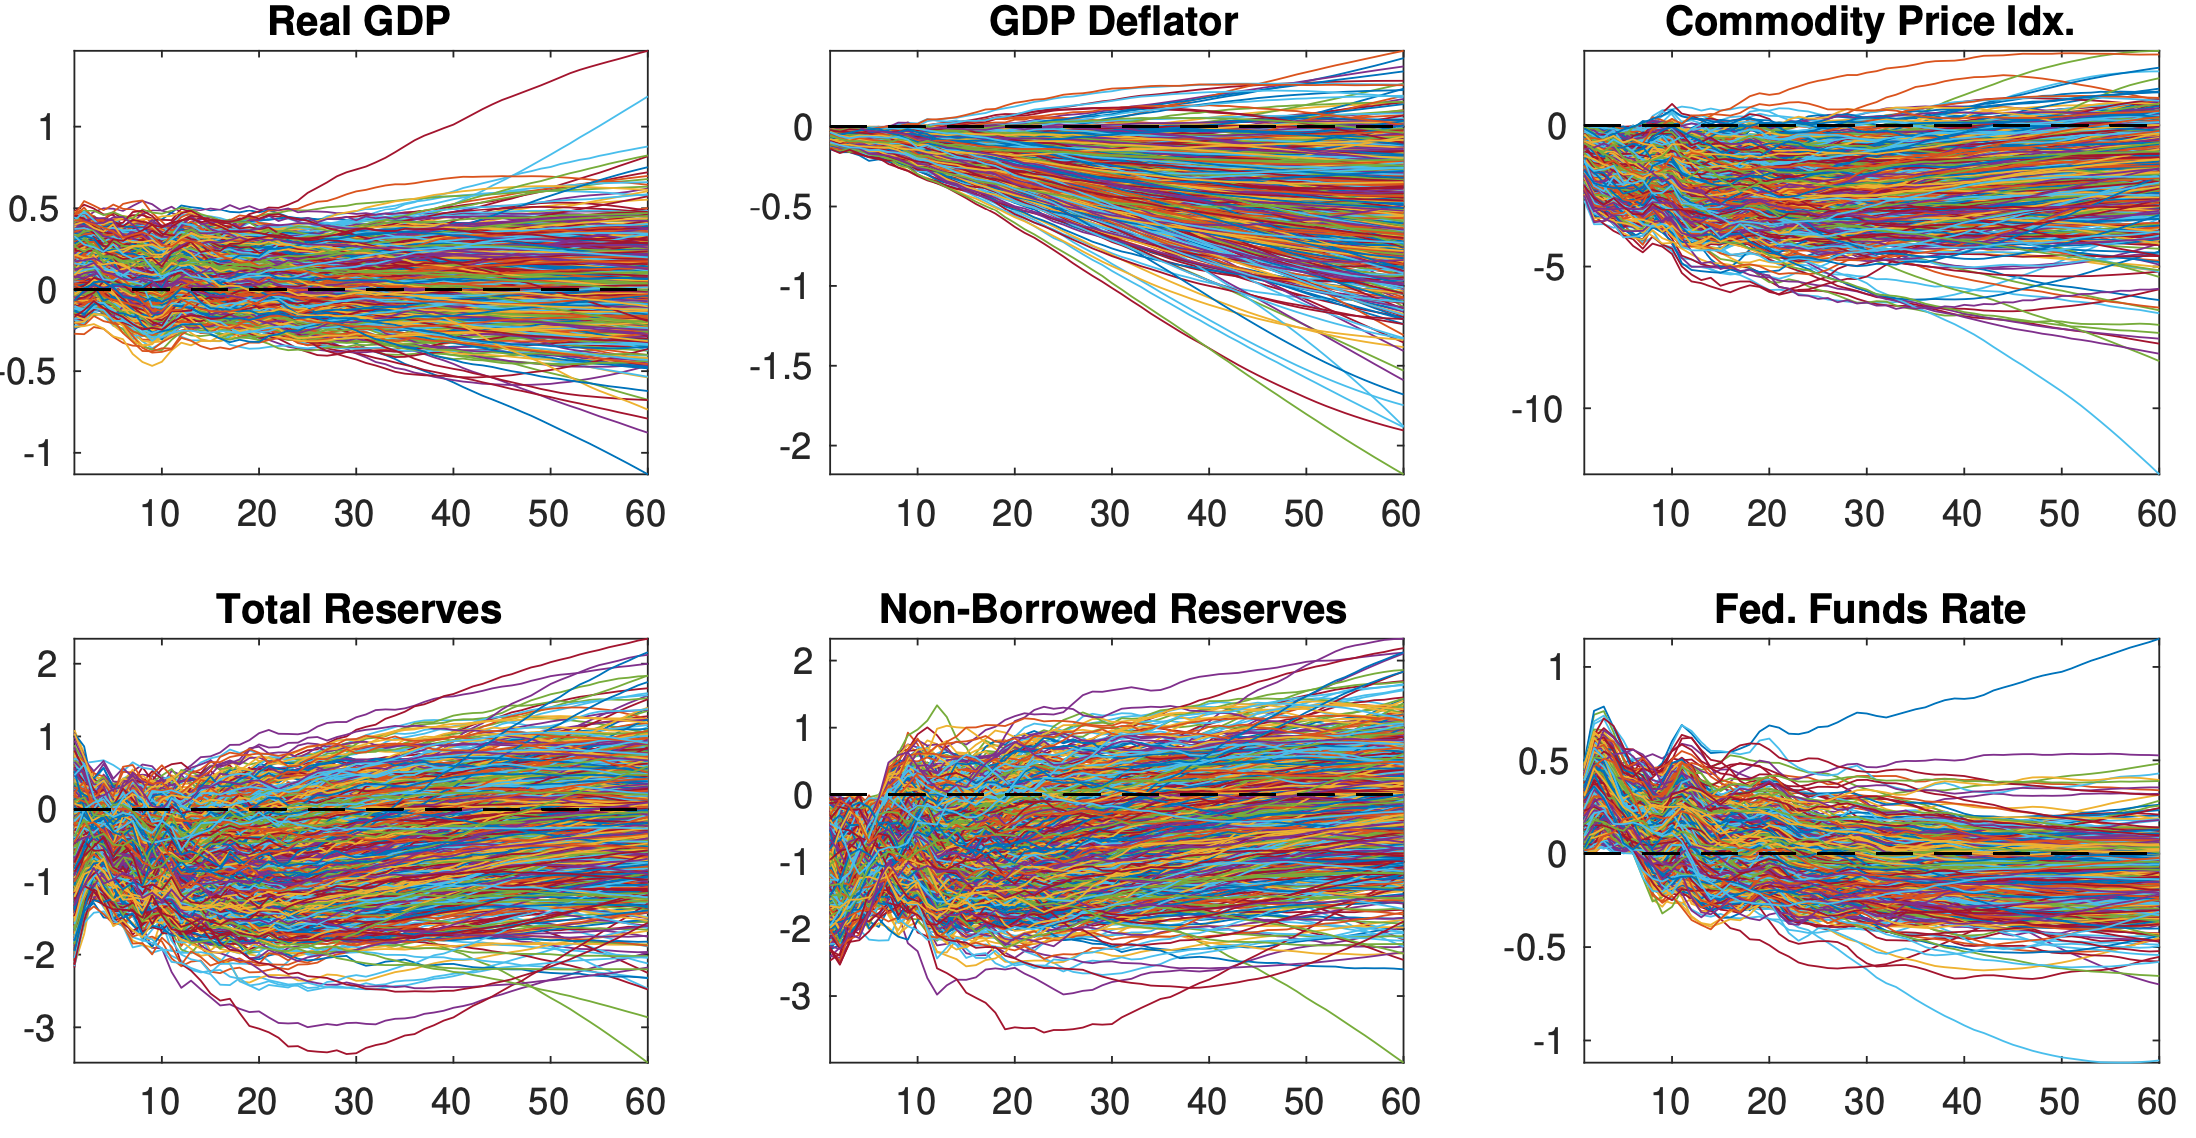 Real GDP
1
0.5
0
-0.5
-1
10 20 30 40 50 60
GDP Deflator
0
-0.5
-1
-1.5
-2
10 20 30 40 50 60
Commodity Price Idx.
0
-5
-10
10 20 30 40 50 60
Total Reserves
2
1
0
-1
-2
-3
10 20 30 40 50 60
Non-Borrowed Reserves
2
1
0
-1
-2
-3
10 20 30 40 50 60
Fed. Funds Rate
1
0.5
0
-0.5
-1
10 20 30 40 50 60